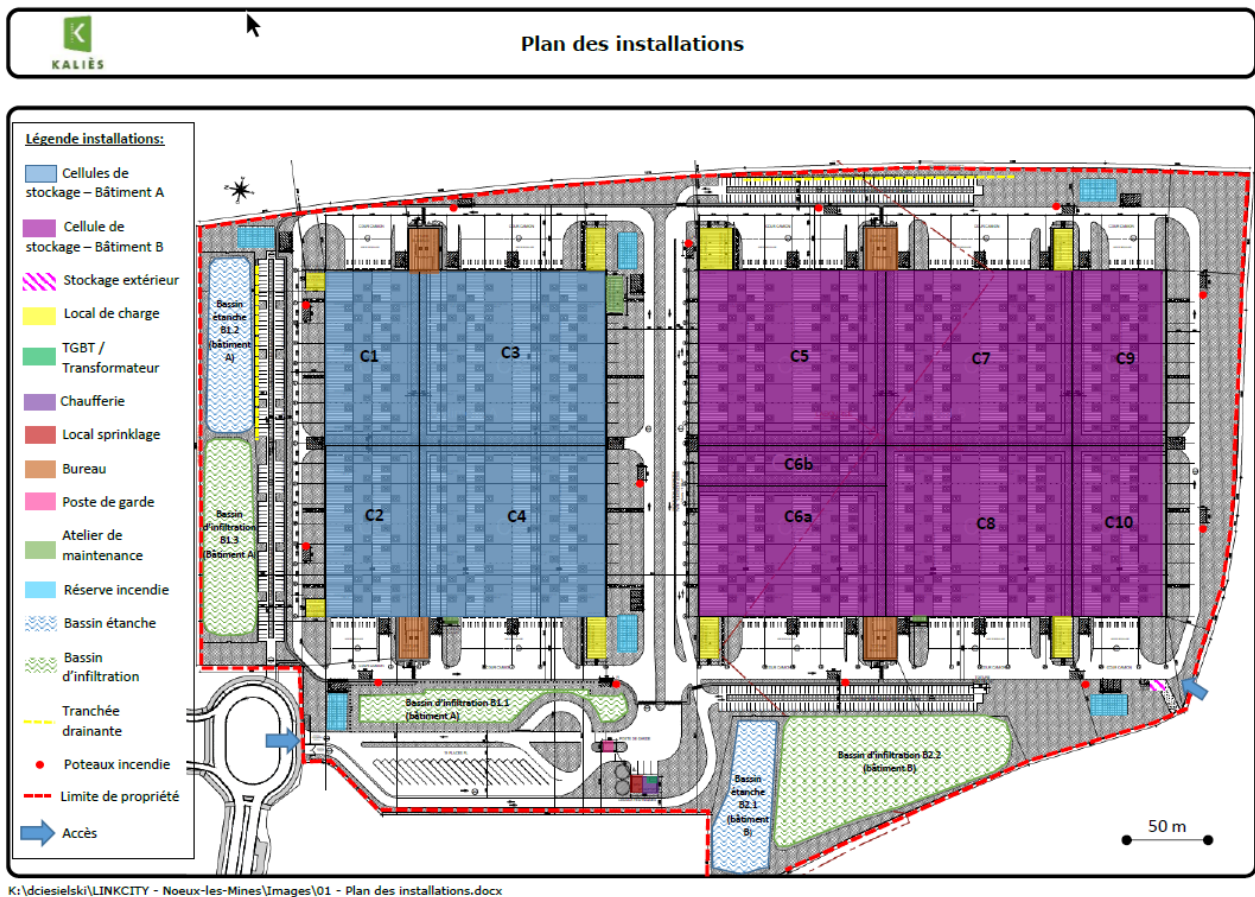 KALIÈS
Plan des installations
Légende installations:
Cellules de
stockage – Bâtiment A
Cellule de
stockage – Bâtiment B
Stockage extérieur
Local de charge
TGBT /
Transformateur
Chaufferie
Local sprinklage
Bureau
Poste de garde
Atelier de
maintenance
Réserve incendie
Bassin étanche
Bassin
d’infiltration
Tranchée
drainante
Poteaux incendie
Limite de propriété
Accès
Bassin
étanche
B1.2
(bâtiment
A)
Bassin
d'infiltration
B1.3
(Bâtiment A)
C1
C3
C2
C4
C5
C7
C9
C6b
C6a
C8
C10
Bassin d'infiltration B1.1
(bâtiment A)
POSTE DE GARDE
Bassin
étanche
B2.1
(bâtiment
B)
Bassin d'infiltration B2.2
(bâtiment B)
50 m
K:\dciesielski\LINKCITY - Noeux-les-Mines\Images\01 - Plan des installations.docx